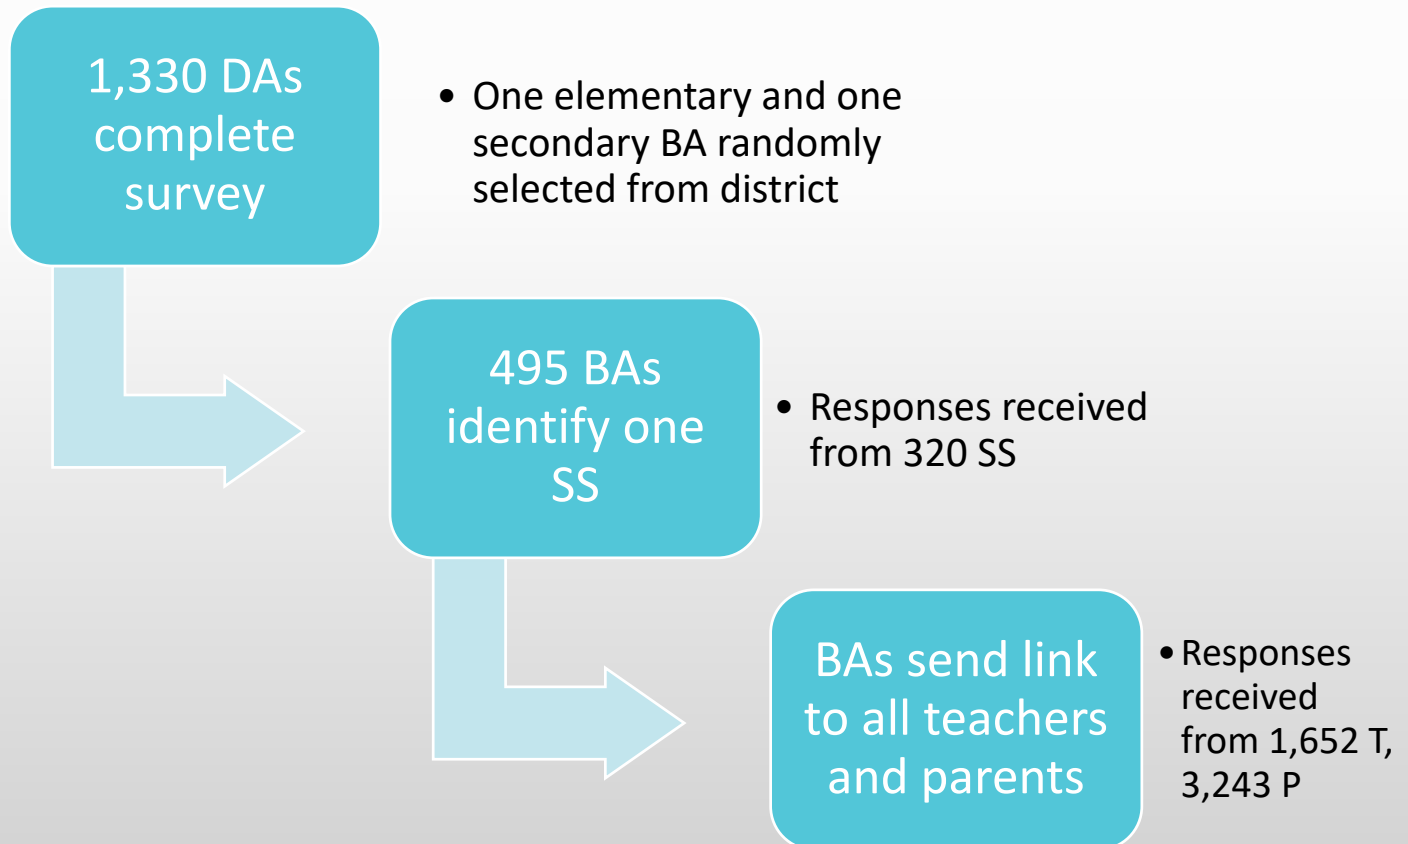 1,330 DAs
complete
survey
• One elementary and one
secondary BA randomly
selected from district
495 BAs
identify one
SS
• Responses received
from 320 SS
BAs send link
to all teachers
and parents
• Responses
received
from 1,652 T,
3,243 P